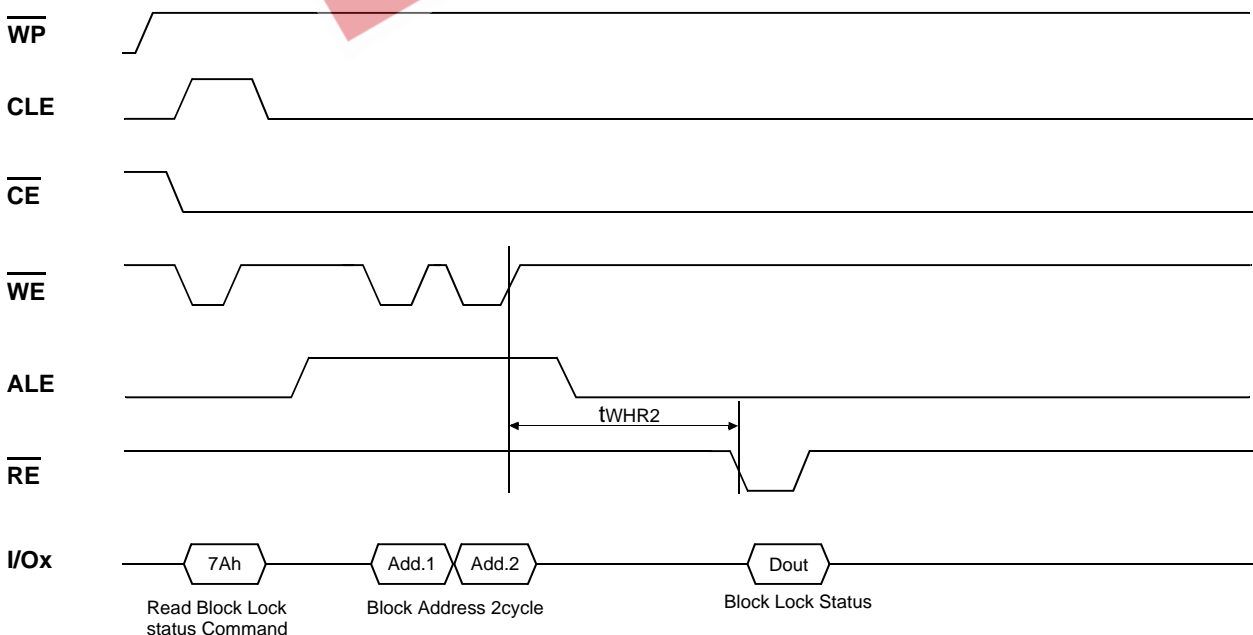 WP
CLE
CE
WE
ALE
tWHR2
RE
I/Ox
7Ah
Add.1
Add.2
Dout
Read Block Lock
status Command
Block Address 2cycle
Block Lock Status